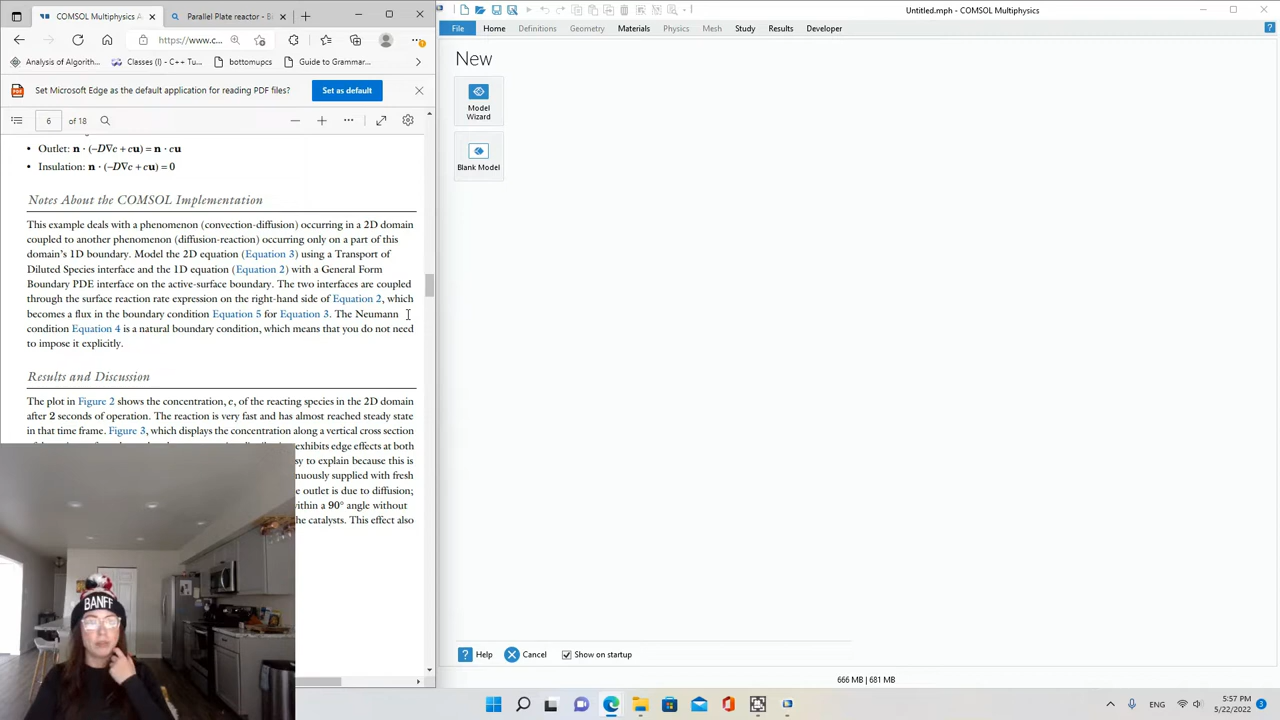 COMSOL Multiphysics A
Parallel Plate reactor - B
Untitled.mph - COMSOL Multiphysics
https://www.c...
File Home Definitions Geometry Materials Physics Mesh Study Results Developer
Analysis of Algorith...
Classes (I) - C++ Tu...
bottomupcs
Guide to Grammar...
New
Set Microsoft Edge as the default application for reading PDF files?
Set as default
Model
Wizard
Blank Model
6 of 18
• Outlet: n · (−D∇c + cu) = n · cu
• Insulation: n · (−D∇c + cu) = 0
Notes About the COMSOL Implementation
This example deals with a phenomenon (convection-diffusion) occurring in a 2D domain
coupled to another phenomenon (diffusion-reaction) occurring only on a part of this
domain's 1D boundary. Model the 2D equation (Equation 3) using a Transport of
Diluted Species interface and the 1D equation (Equation 2) with a General Form
Boundary PDE interface on the active-surface boundary. The two interfaces are coupled
through the surface reaction rate expression on the right-hand side of Equation 2, which
becomes a flux in the boundary condition Equation 5 for Equation 3. The Neumann
condition Equation 4 is a natural boundary condition, which means that you do not need
to impose it explicitly.
Results and Discussion
The plot in Figure 2 shows the concentration, c, of the reacting species in the 2D domain
after 2 seconds of operation. The reaction is very fast and has almost reached steady state
in that time frame. Figure 3, which displays the concentration along a vertical cross section
exhibits edge effects at both
sy to explain because this is
nuously supplied with fresh
e outlet is due to diffusion;
ithin a 90° angle without
he catalysts. This effect also
BANFF
Help
Cancel
Show on startup
666 MB | 681 MB
ENG
5:57 PM
5/22/2022
3